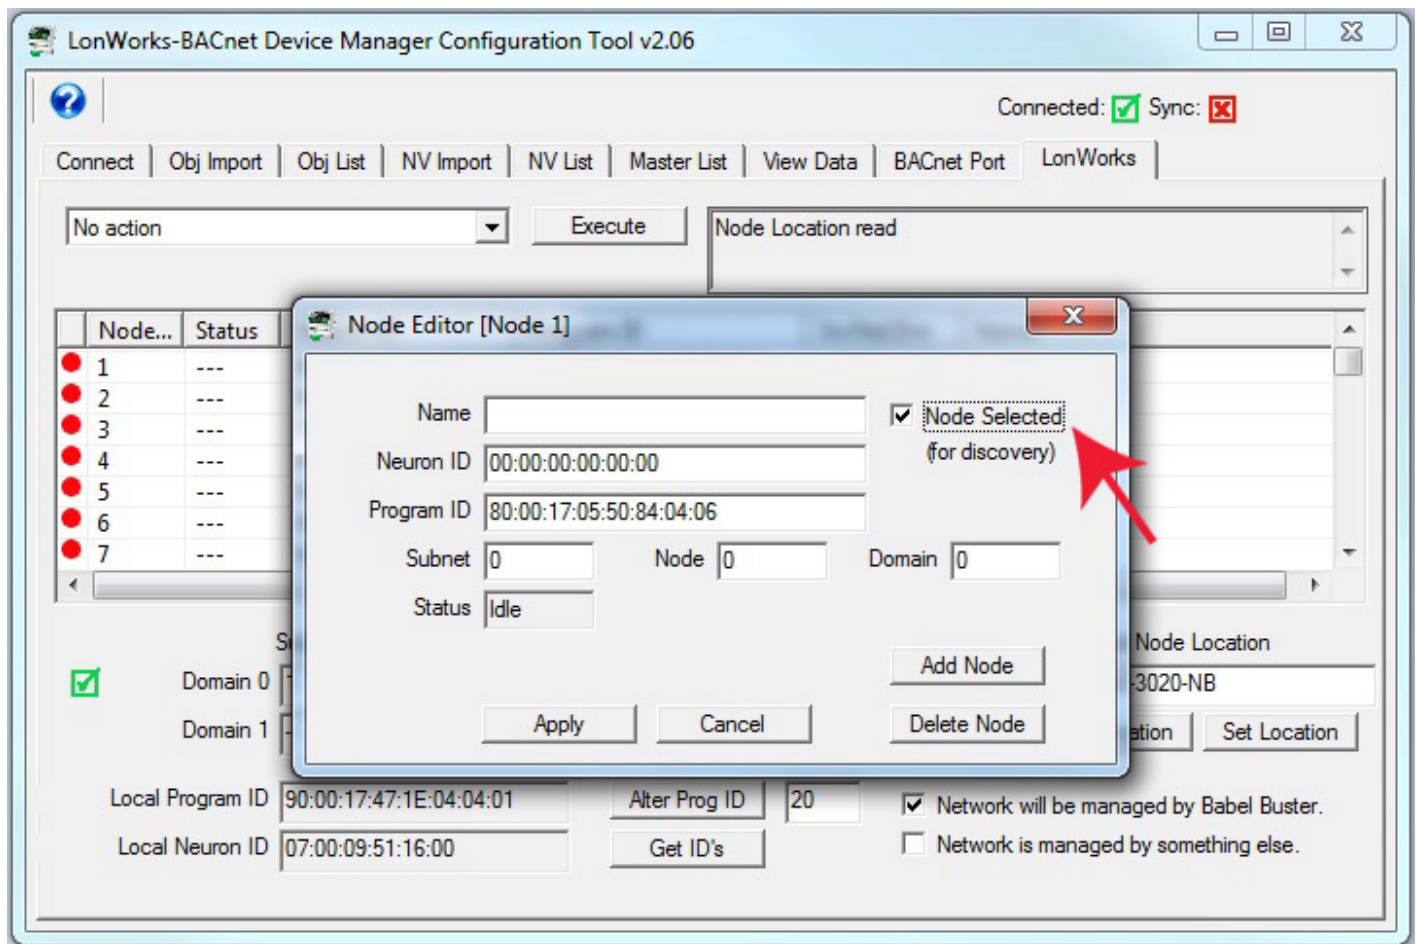 LonWorks-BACnet Device Manager Configuration Tool v2.06
Connected: Sync:
Connect Obj Import Obj List NV Import NV List Master List View Data BACnet Port LonWorks
No action Execute Node Location read
Node... Status
1 ---
2 ---
3 ---
4 ---
5 ---
6 ---
7 ---
Node Editor [Node 1]
Name Node Selected
(for discovery)
Neuron ID 00:00:00:00:00:00
Program ID 80:00:17:05:50:84:04:06
Subnet 0 Node 0 Domain 0
Status Idle
Add Node
Apply Cancel Delete Node
Node Location
Domain 0 -3020-NB
Domain 1 Set Location
Local Program ID 90:00:17:47:1E:04:04:01 Alter Prog ID 20 Network will be managed by Babel Buster.
Local Neuron ID 07:00:09:51:16:00 Get ID's Network is managed by something else.